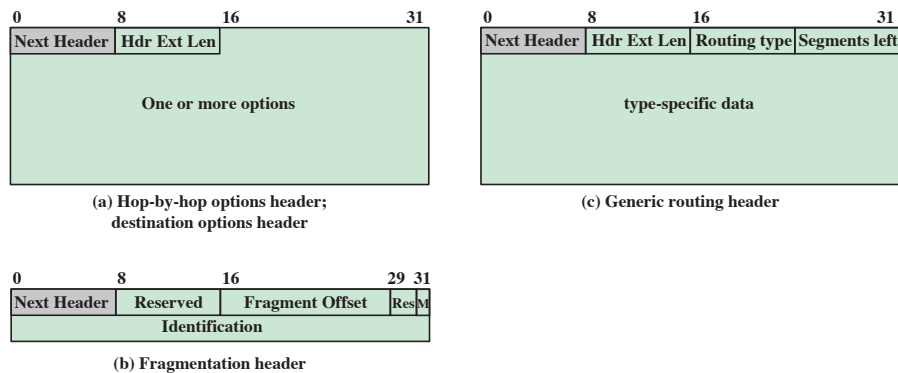 0 8 16 31
Next Header Hdr Ext Len
One or more options
(a) Hop-by-hop options header;
destination options header
0 8 16 31
Next Header Hdr Ext Len Routing type Segments left
type-specific data
(c) Generic routing header
0 8 16 29 31
Next Header Reserved Fragment Offset Res M
Identification
(b) Fragmentation header